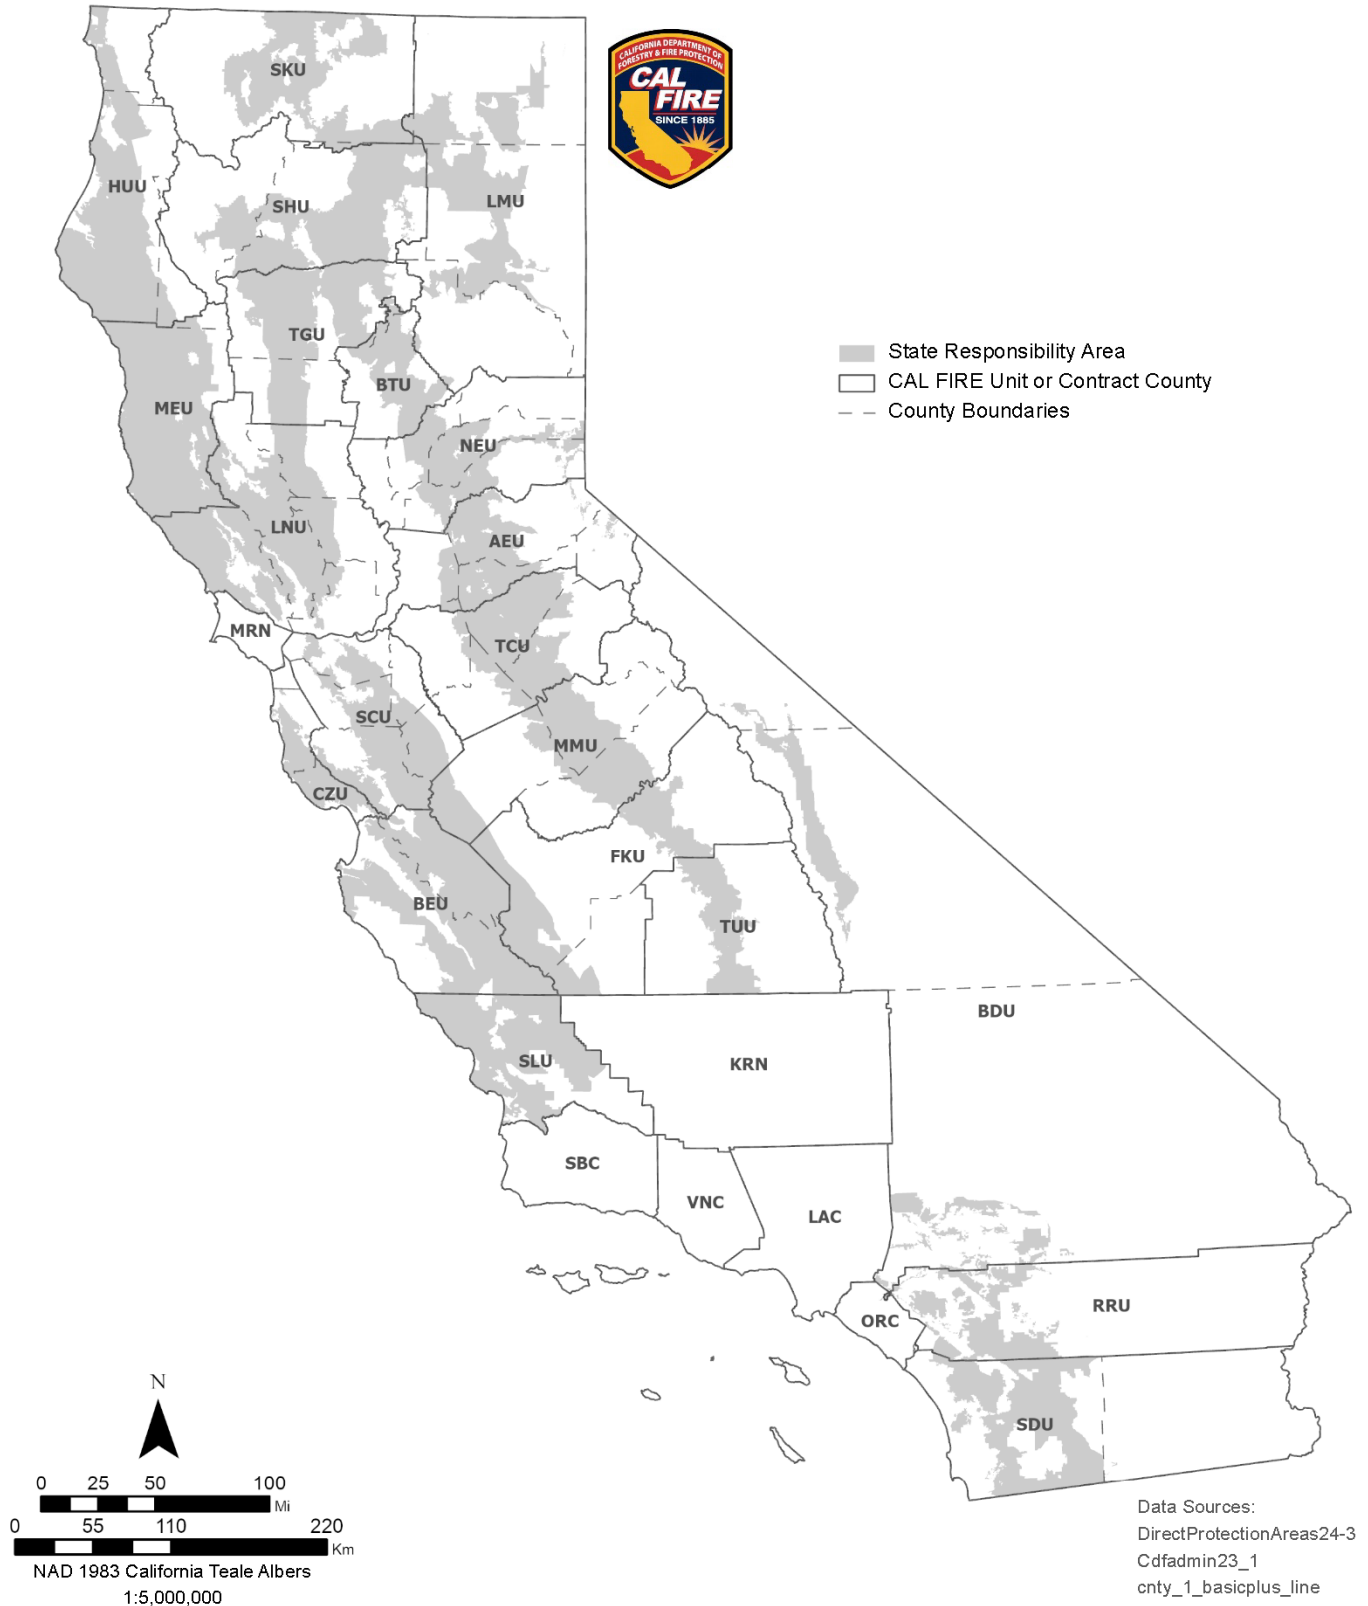 CALIFORNIA DEPARTMENT OF
FORESTRY & FIRE PROTECTION
CAL
FIRE
SINCE 1885
SKU
HUU
SHU
LMU
TGU
BTU
MEU
NEU
LNU
AEU
MRN
TCU
SCU
MMU
CZU
FKU
BEU
TUU
BDU
SLU
KRN
SBC
VNC
LAC
ORC
RRU
SDU
State Responsibility Area
CAL FIRE Unit or Contract County
County Boundaries
N
0 25 50 100
Mi
0 55 110 220
Km
NAD 1983 California Teale Albers
1:5,000,000
Data Sources:
DirectProtectionAreas24-3
Cdfadmin23_1
cnty_1_basicplus_line